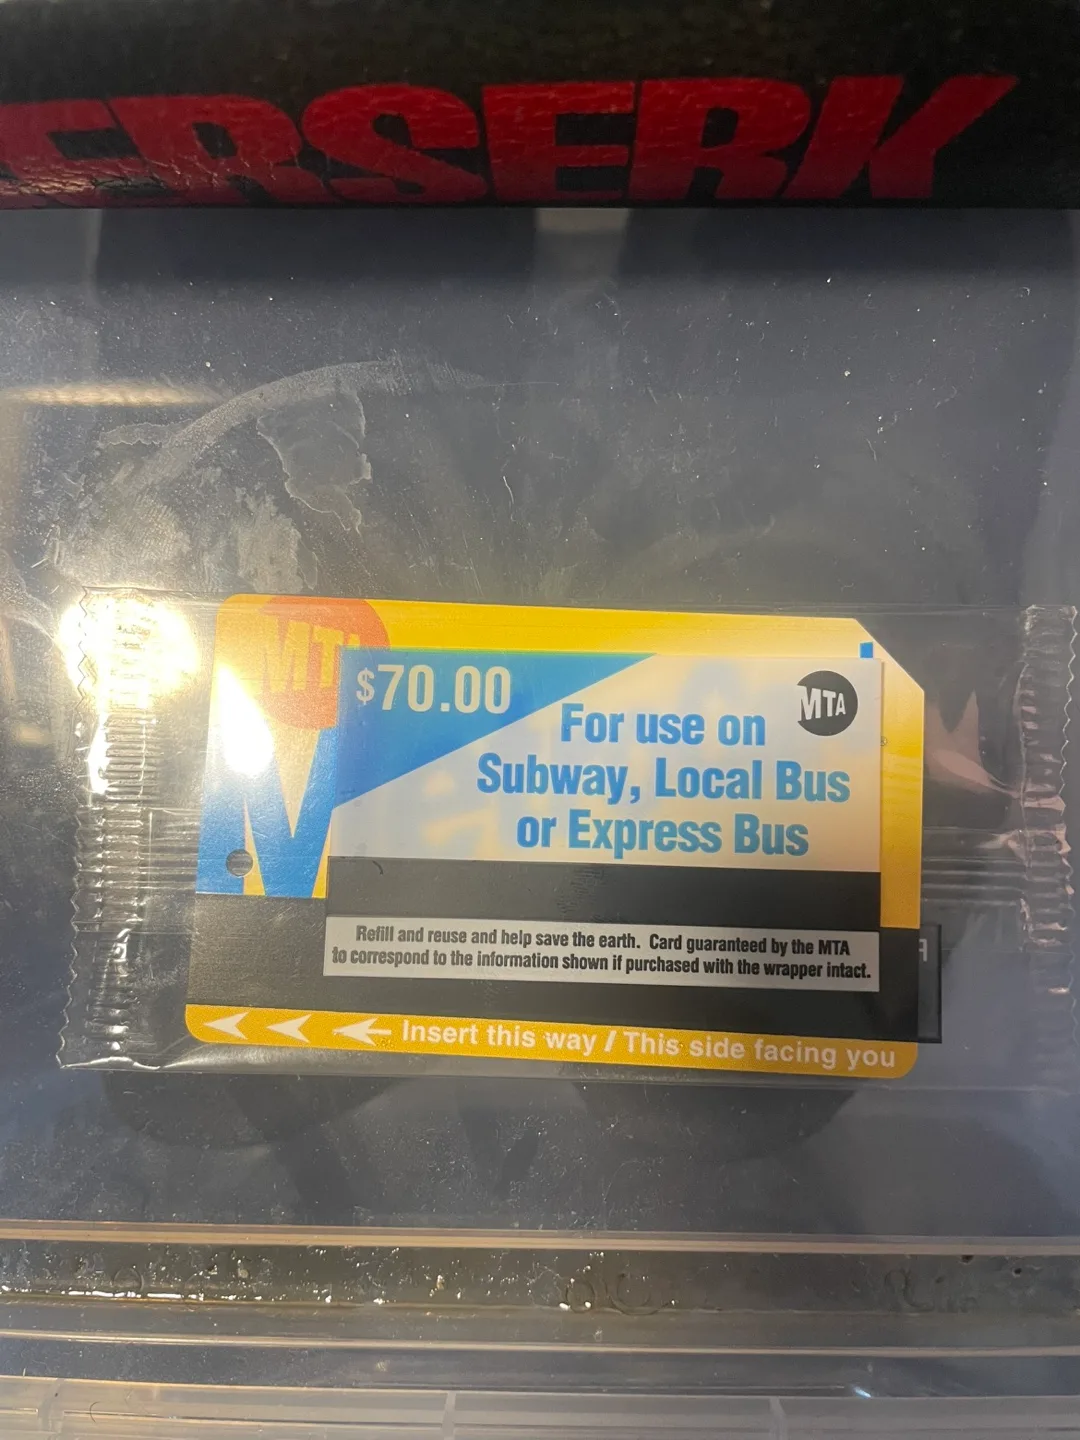 ERSERK
MTA
$70.00
MTA
For use on
Subway, Local Bus
or Express Bus
Refill and reuse and help save the earth. Card guaranteed by the MTA
to correspond to the information shown if purchased with the wrapper intact.
Insert this way / This side facing you